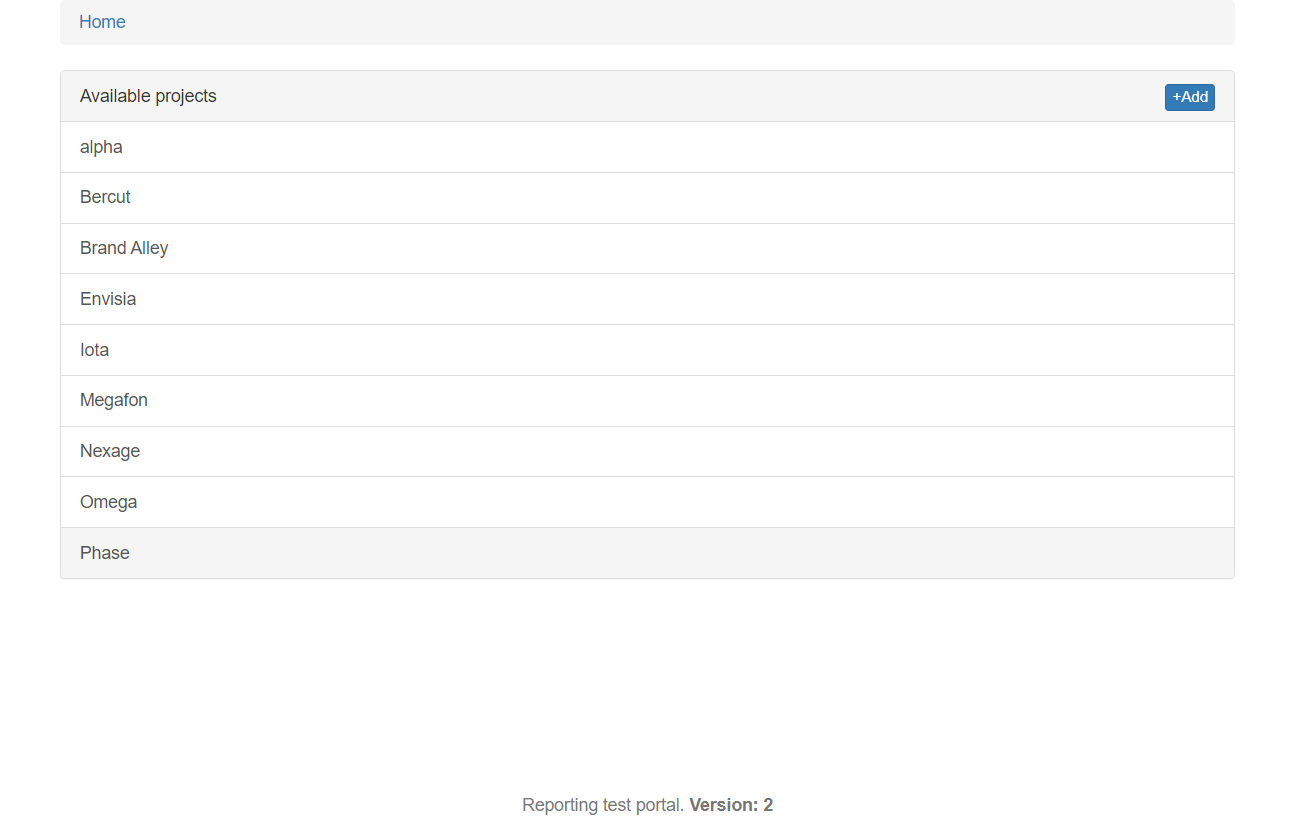 Home
Available projects
+Add
alpha
Bercut
Brand Alley
Envisia
Iota
Megafon
Nexage
Omega
Phase
Reporting test portal. Version: 2